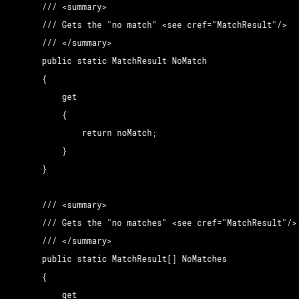 /// <summary>
/// Gets the "no match" <see cref="MatchResult"/>
/// </summary>
public static MatchResult NoMatch
{
get
{
return noMatch;
}
}
/// <summary>
/// Gets the "no matches" <see cref="MatchResult"/>
/// </summary>
public static MatchResult[] NoMatches
{
get